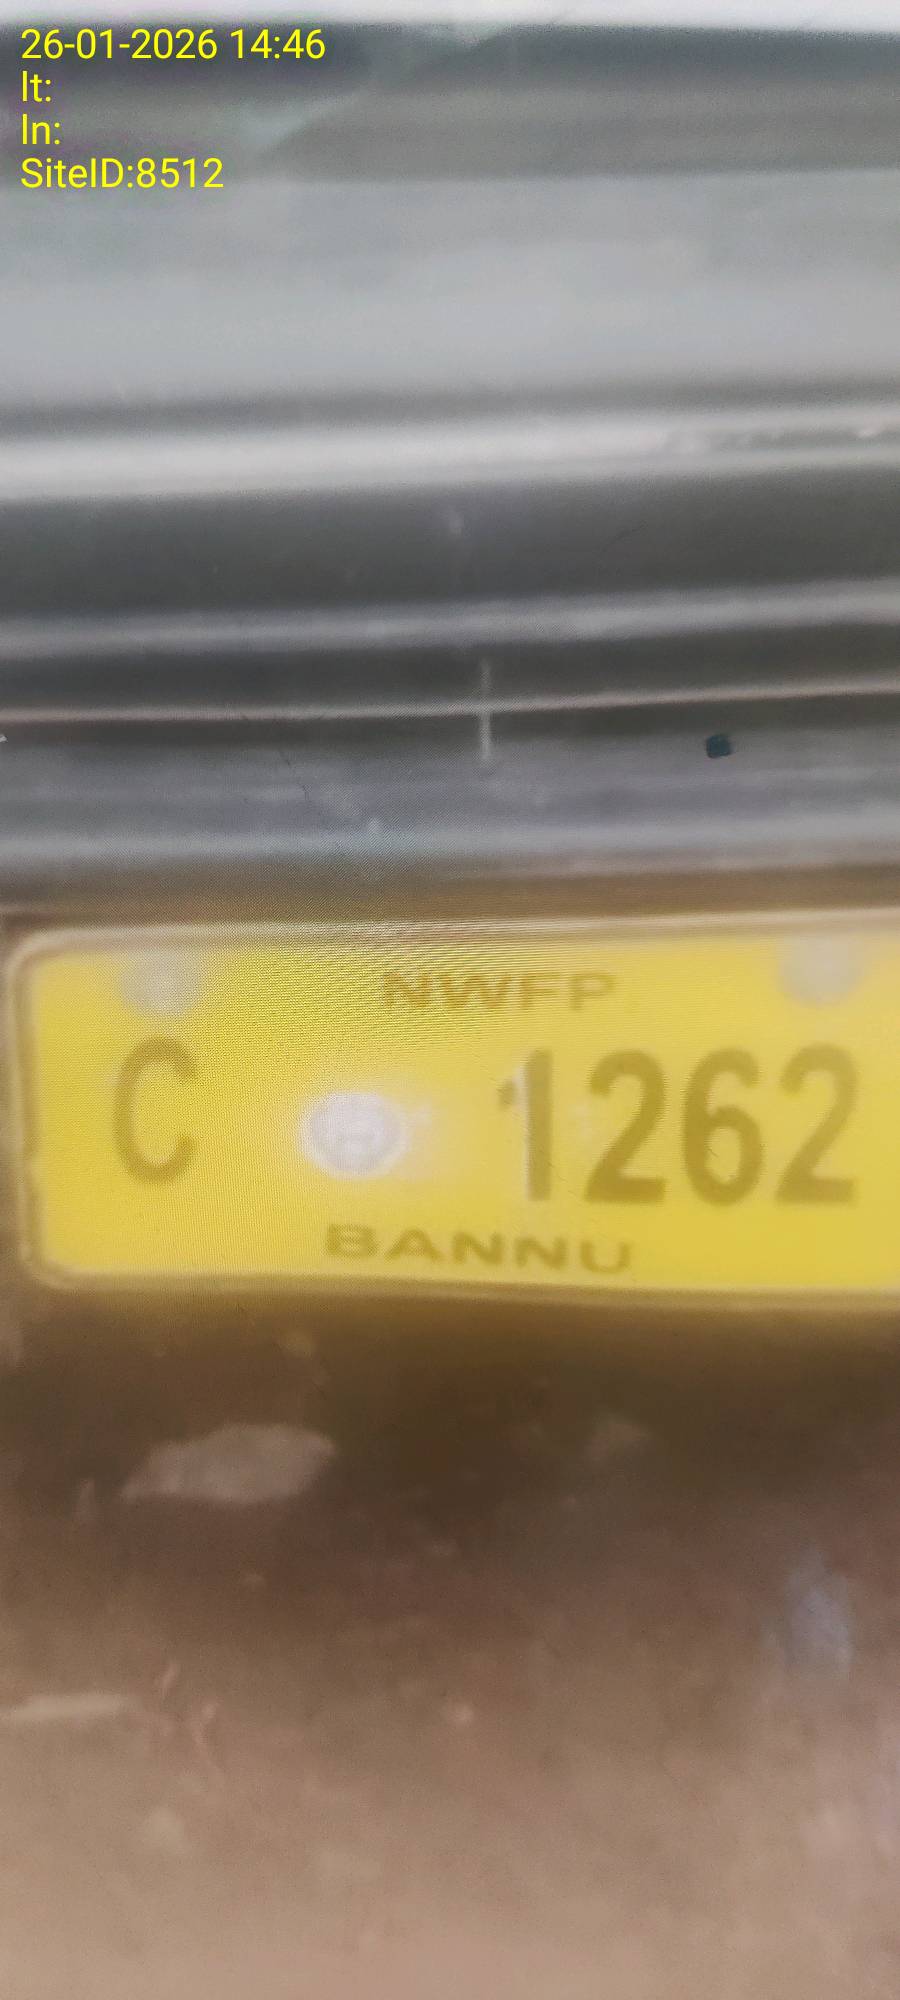 26-01-2026 14:46
lt:
ln:
SiteID:8512
NWFP
C 1262
BANNU